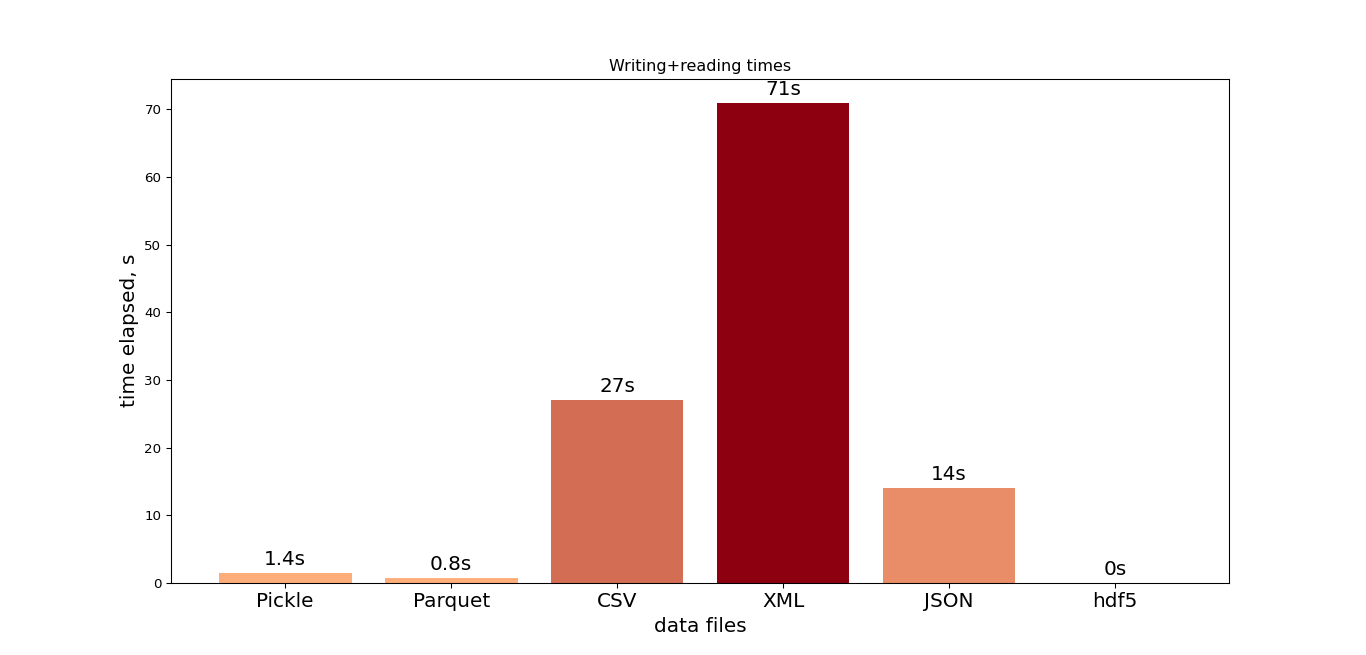 Writing+reading times
71s
70
60
50
40
30
20
10
0
time elapsed, s
27s
14s
1.4s
0.8s
0s
Pickle Parquet CSV XML JSON hdf5
data files